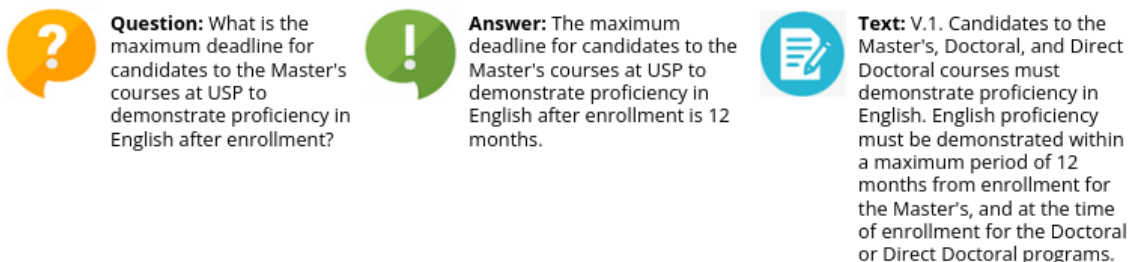 Question: What is the
maximum deadline for
candidates to the Master's
courses at USP to
demonstrate proficiency in
English after enrollment?
Answer: The maximum
deadline for candidates to the
Master's courses at USP to
demonstrate proficiency in
English after enrollment is 12
months.
Text: V.1. Candidates to the
Master's, Doctoral, and Direct
Doctoral courses must
demonstrate proficiency in
English. English proficiency
must be demonstrated within
a maximum period of 12
months from enrollment for
the Master's, and at the time
of enrollment for the Doctoral
or Direct Doctoral programs.